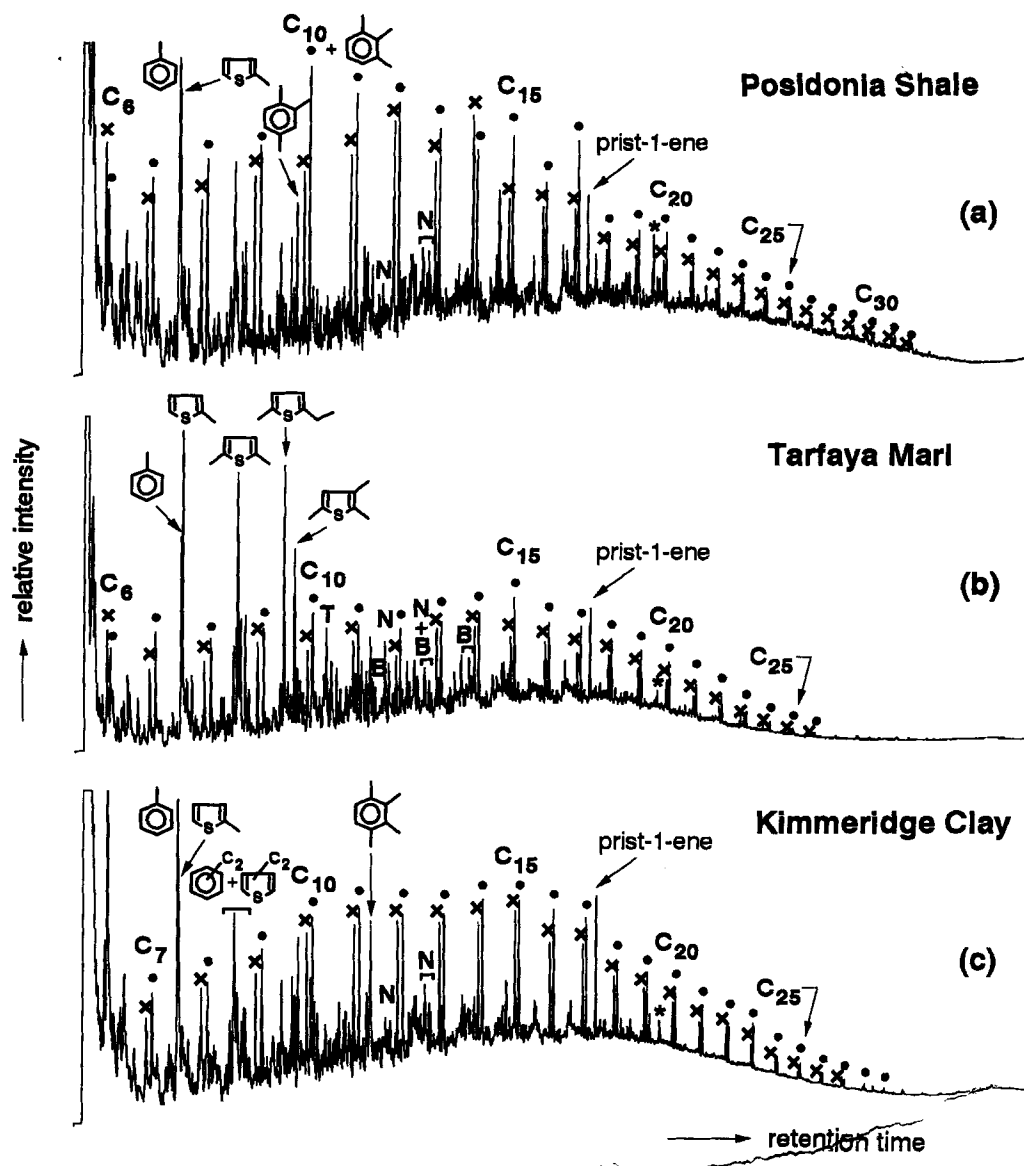 C10
+
C6
S
C15
Posidonia Shale
prist-1-ene
N
N
C20
*
C25
C30
(a)
S
S
S
S
Tarfaya Marl
C6
C10
T
B
N
N
+
B
B
C15
prist-1-ene
C20
*
C25
(b)
relative intensity
S
C2
+
C2
S
C7
C10
N
N
C15
prist-1-ene
Kimmeridge Clay
C20
*
C25
(c)
retention time